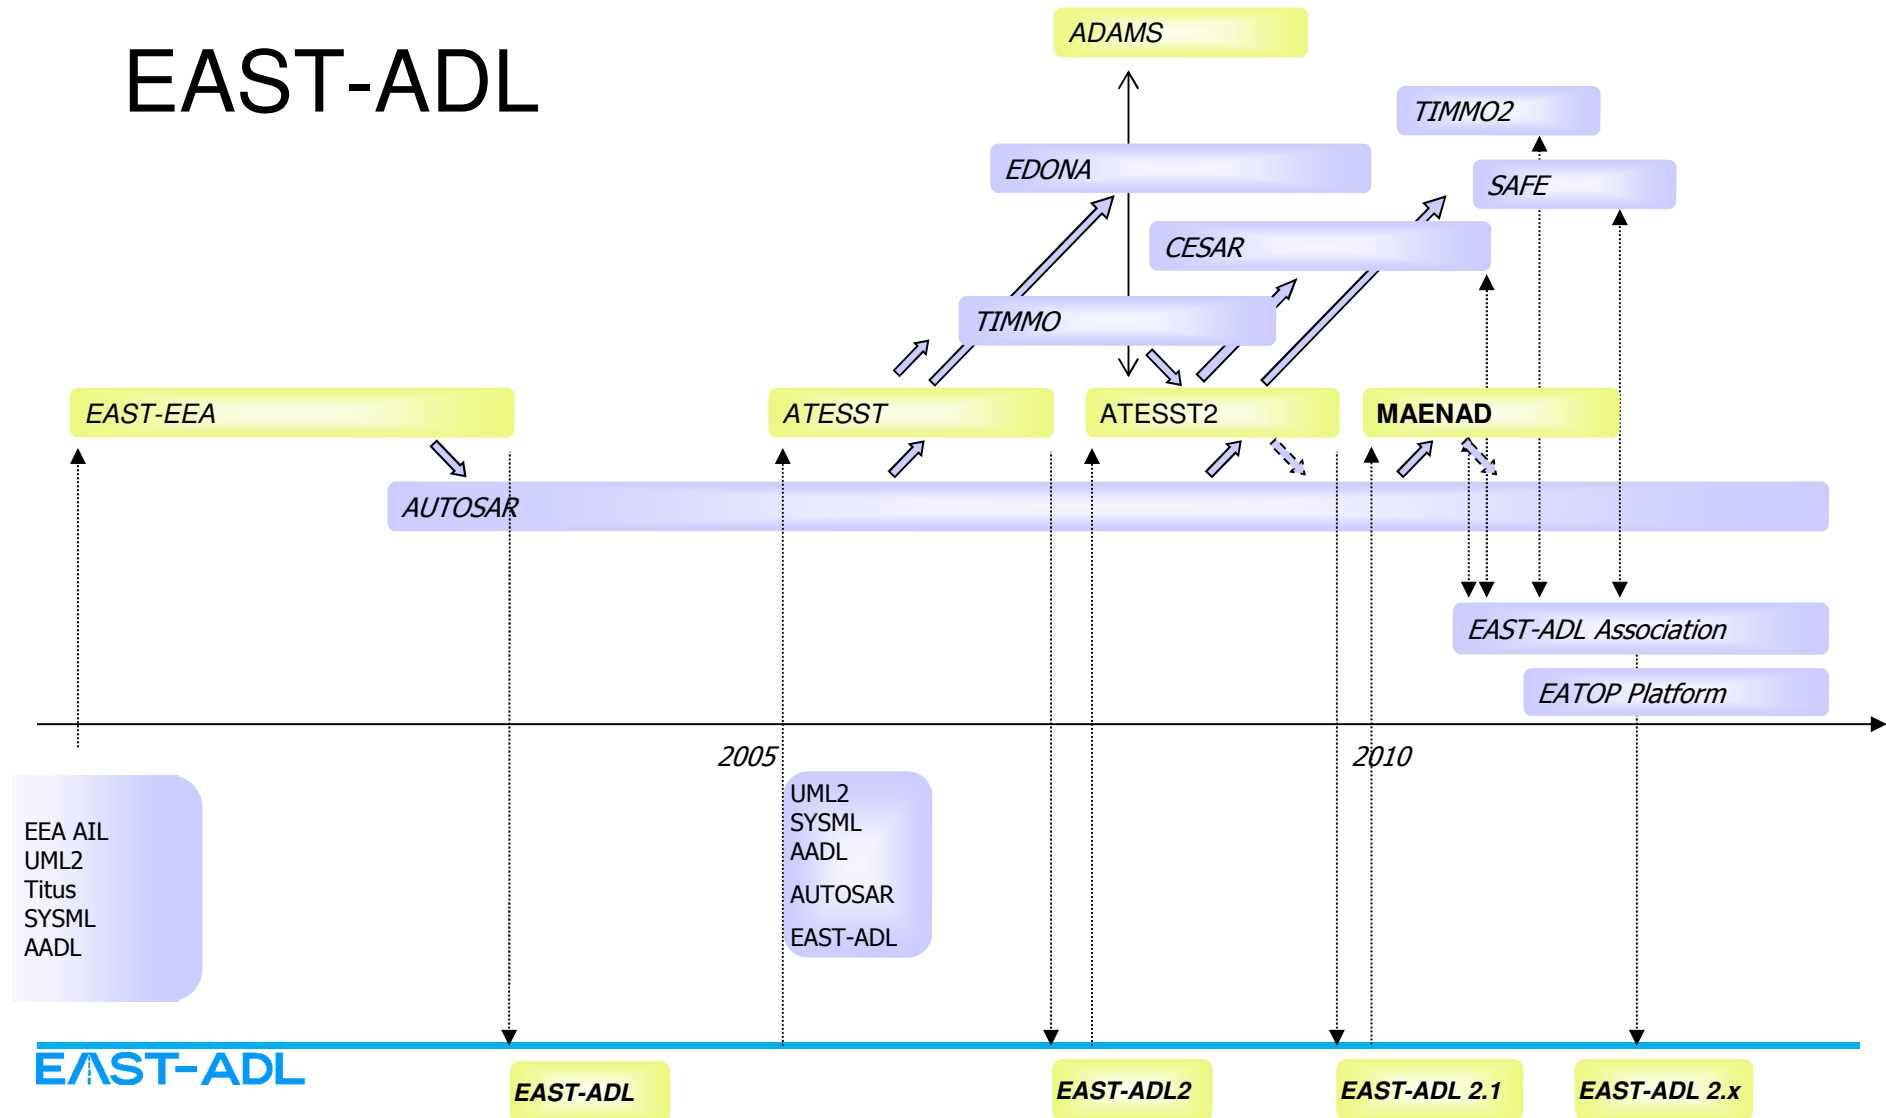 EAST-ADL
ADAMS
TIMMO2
EDONA
SAFE
CESAR
TIMMO
EAST-EEA
ATESST
ATESST2
MAENAD
AUTOSAR
EAST-ADL Association
EATOP Platform
2005
2010
EEA AIL
UML2
Titus
SYSML
AADL
UML2
SYSML
AADL
AUTOSAR
EAST-ADL
EAST-ADL
EAST-ADL
EAST-ADL2
EAST-ADL 2.1
EAST-ADL 2.x